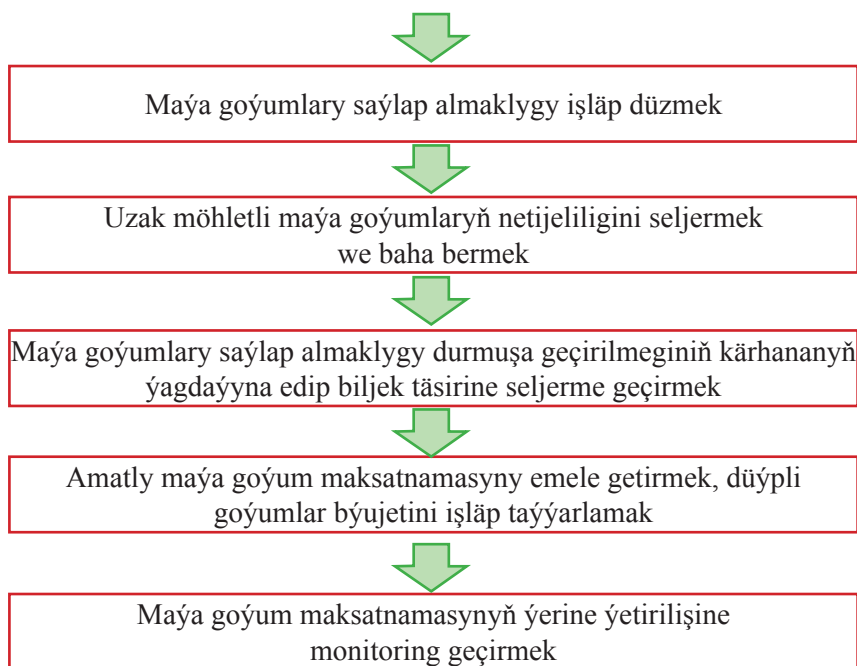 Maýa goýumlary saýlap almaklygy işläp düzmek
Uzak möhletli maýa goýumlaryň netijeliligini seljermek
we baha bermek
Maýa goýumlary saýlap almaklygy durmuşa geçirilmeginiň kärhananyň
ýagdaýyna edip biljek täsirine seljerme geçirmek
Amatly maýa goýum maksatnamasyny emele getirmek, düýpli
goýumlar býujetini işläp taýýarlamak
Maýa goýum maksatnamasynyň ýerine ýetirilişine
monitoring geçirmek